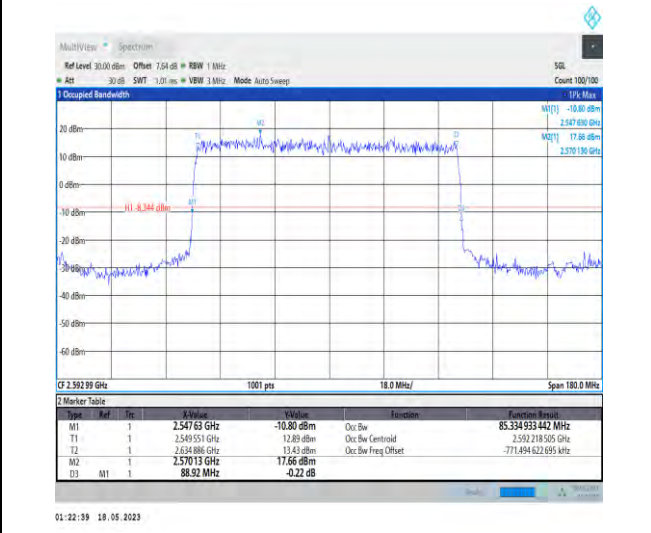 MultiView Spectrum
Ref Level 30.00 dBm Offset 7.64 dB RBW 1 MHz SGL
Att 30 dB SWT 1.01 ms VBW 3 MHz Mode Auto Sweep Count 100/100
1 Occupied Bandwidth 1Pk Max
M1[1] -10.80 dBm
2.547 630 GHz
M2[1] 17.66 dBm
2.570 130 GHz
M2
20 dBm
10 dBm
0 dBm
M1
H1 -8.344 dBm
-10 dBm
-20 dBm
-30 dBm
-40 dBm
-50 dBm
-60 dBm
CF 2.592 99 GHz 1001 pts 18.0 MHz/ Span 180.0 MHz
2 Marker Table
Type Ref Trc X-Value Y-Value Function Function Result
M1 1 2.547 63 GHz -10.80 dBm Occ Bw 85.334 933 442 MHz
T1 1 2.549 551 GHz 12.89 dBm Occ Bw Centroid 2.592 218 505 GHz
T2 1 2.634 886 GHz 13.43 dBm Occ Bw Freq Offset -771.494 622 695 kHz
M2 1 2.570 13 GHz 17.66 dBm
D3 M1 1 88.92 MHz -0.22 dB
01:22:39 18.05.2023